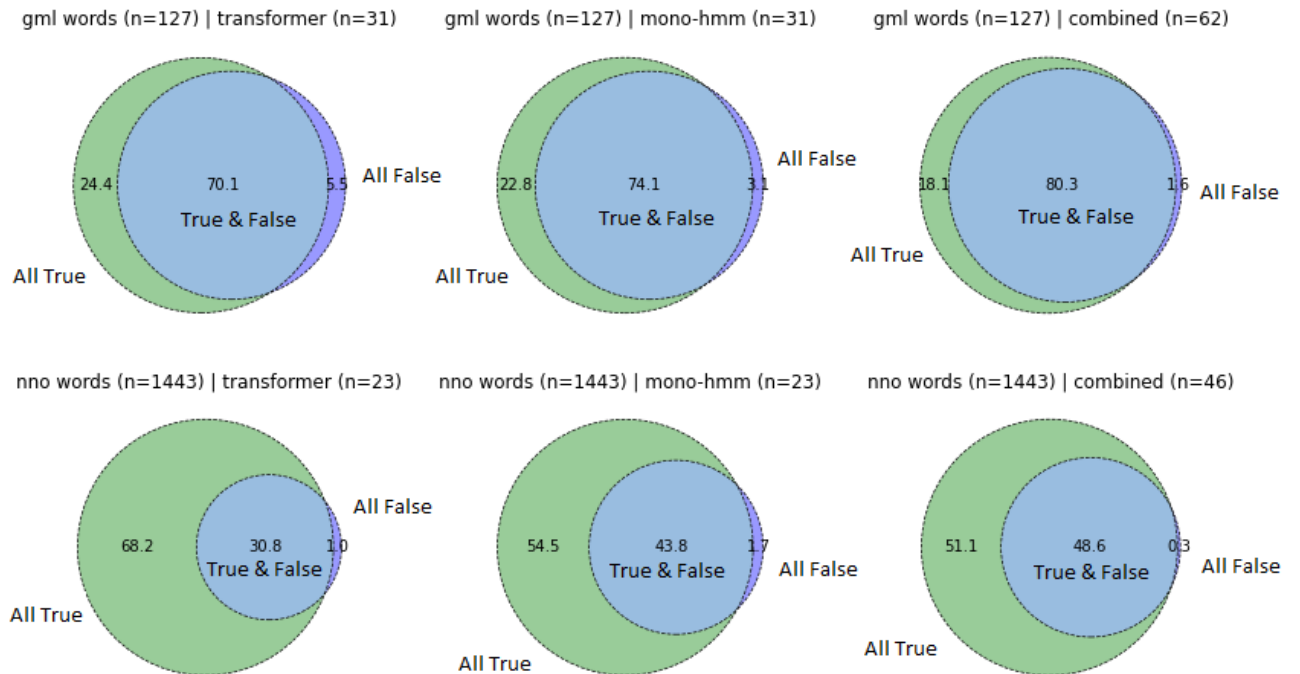 gml words (n=127) | transformer (n=31)
gml words (n=127) | mono-hmm (n=31)
gml words (n=127) | combined (n=62)
24.4
70.1
5.5
All False
True & False
All True
22.8
74.1
3.1
All False
True & False
All True
18.1
80.3
1.6
All False
True & False
All True
nno words (n=1443) | transformer (n=23)
nno words (n=1443) | mono-hmm (n=23)
nno words (n=1443) | combined (n=46)
All False
68.2
30.8
1.0
True & False
All True
54.5
43.8
1.7
True & False
All False
All True
51.1
48.6
0.3
True & False
All False
All True